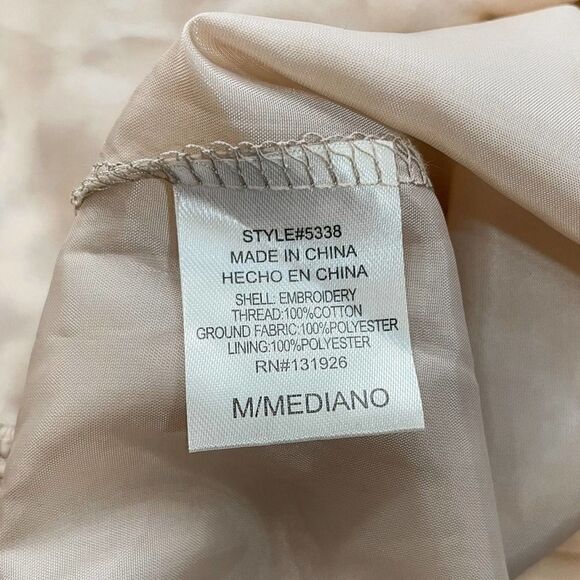 STYLE#5338
MADE IN CHINA
HECHO EN CHINA
SHELL: EMBROIDERY
THREAD:100%COTTON
GROUND FABRIC:100%POLYESTER
LINING:100%POLYESTER
RN#131926
M/MEDIANO